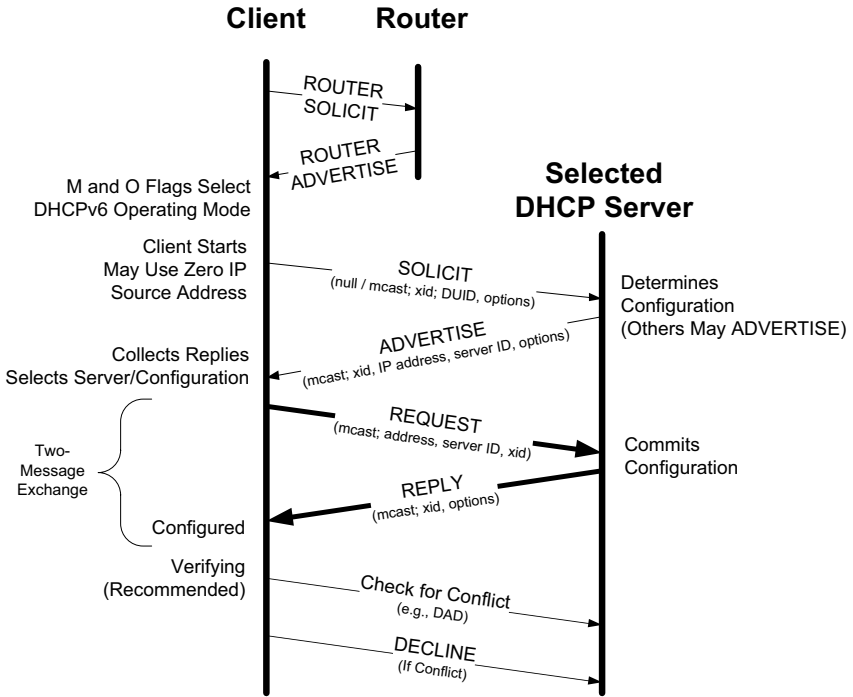 Client
Router
ROUTER
SOLICIT
ROUTER
ADVERTISE
M and O Flags Select
DHCPv6 Operating Mode
Selected
DHCP Server
Client Starts
May Use Zero IP
Source Address
SOLICIT
(null / mcast; xid; DUID, options)
Determines
Configuration
(Others May ADVERTISE)
ADVERTISE
(mcast; xid, IP address, server ID, options)
Collects Replies
Selects Server/Configuration
REQUEST
(mcast; address, server ID, xid)
Commits
Configuration
Two-
Message
Exchange
REPLY
(mcast; xid, options)
Configured
Verifying
(Recommended)
Check for Conflict
(e.g., DAD)
DECLINE
(If Conflict)